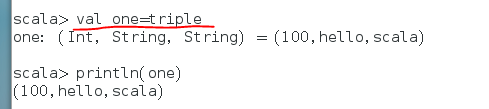 scala> val one=triple
one: (Int, String, String) = (100,hello,scala)
scala> println(one)
(100,hello,scala)